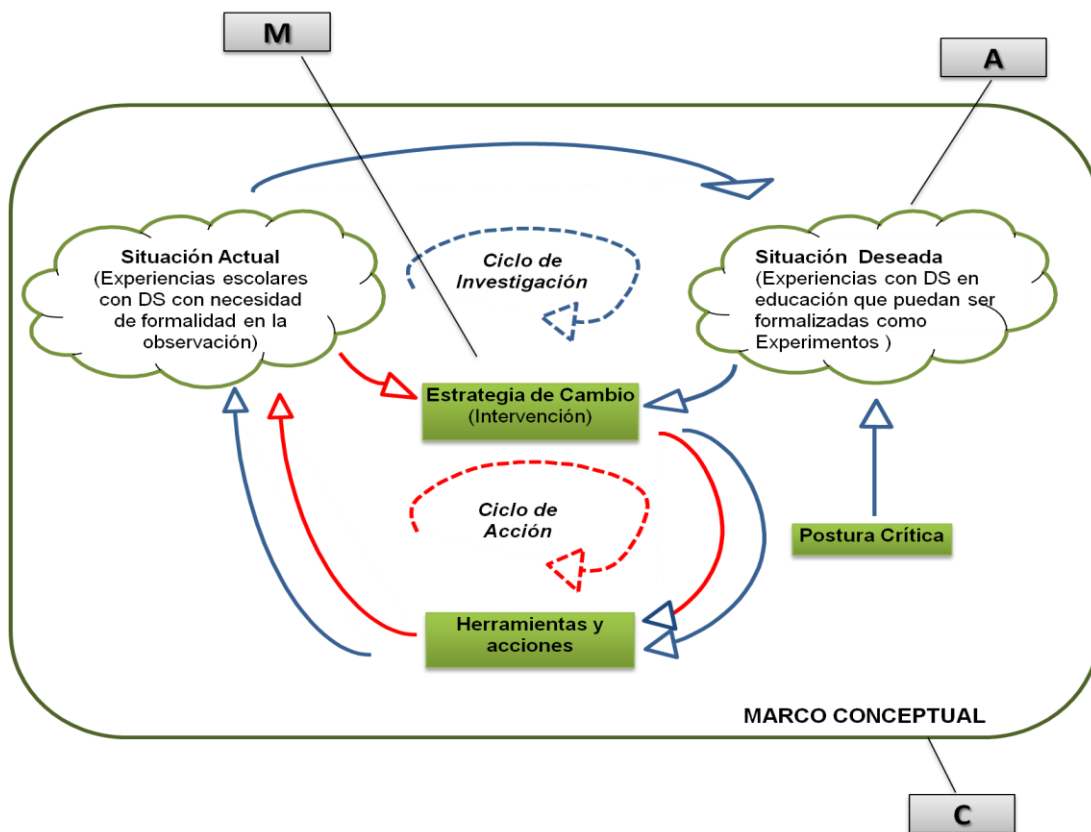 M
A
Situación Actual
(Experiencias escolares
con DS con necesidad
de formalidad en la
observación)
Ciclo de
Investigación
Situación Deseada
(Experiencias con DS en
educación que puedan ser
formalizadas como
Experimentos )
Estrategia de Cambio
(Intervención)
Ciclo de
Acción
Postura Crítica
Herramientas y
acciones
MARCO CONCEPTUAL
C